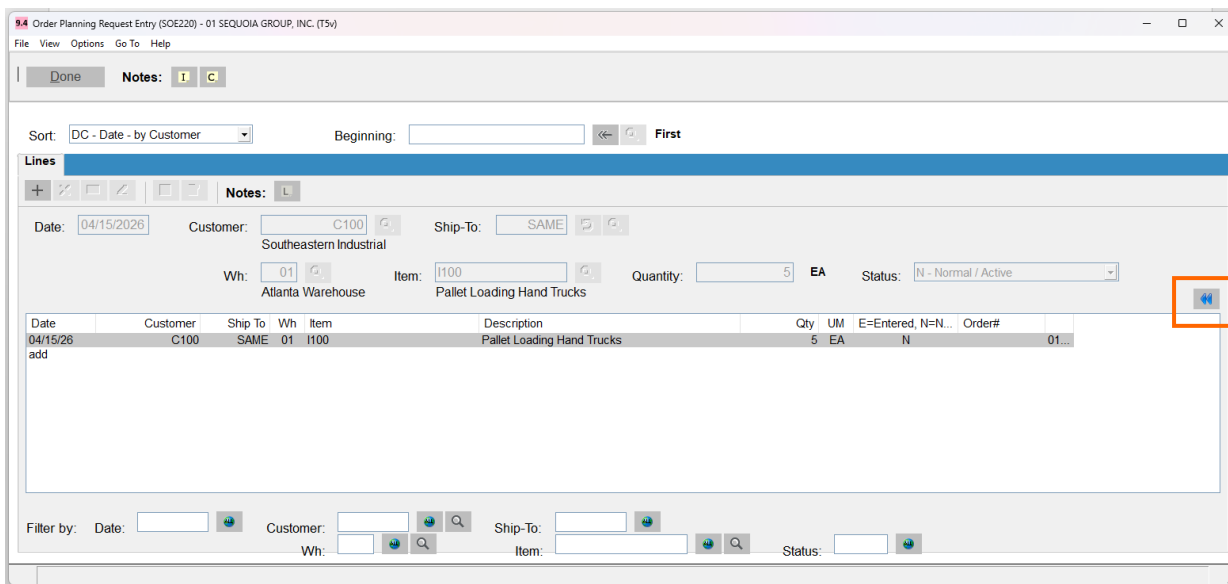 9.4 Order Planning Request Entry (SOE220) - 01 SEQUOIA GROUP, INC. (T5v)
File View Options Go To Help
Done Notes: I C
Sort: DC - Date - by Customer Beginning: First
Lines
Notes: L
Date: 04/15/2026 Customer: C100 Ship-To: SAME
Southeastern Industrial
Wh: 01 Item: I100 Quantity: 5 EA Status: N - Normal / Active
Atlanta Warehouse Pallet Loading Hand Trucks
Date Customer Ship To Wh Item Description Qty UM E=Entered, N=N... Order#
04/15/26 C100 SAME 01 I100 Pallet Loading Hand Trucks 5 EA N 01...
add
Filter by: Date: Customer: Ship-To:
Wh: Item: Status: